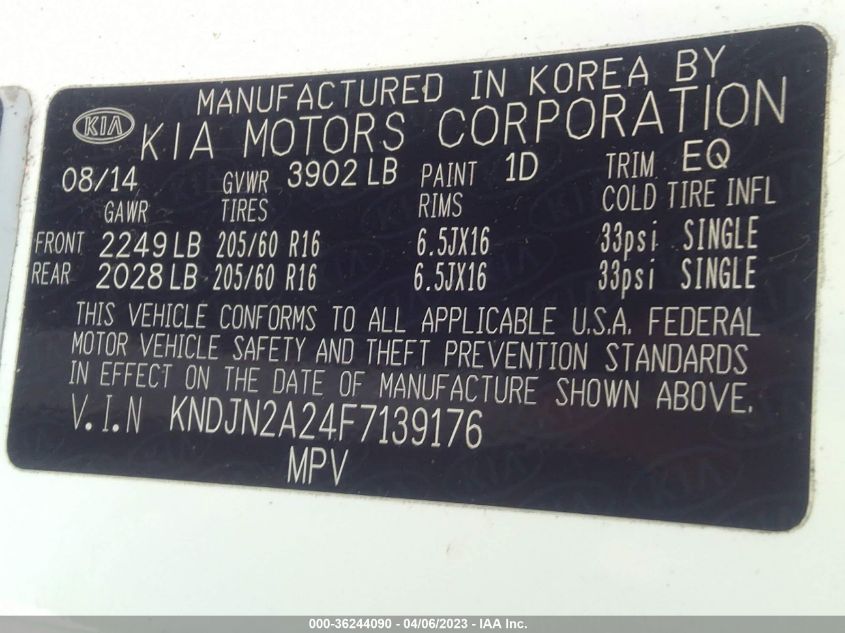 MANUFACTURED IN KOREA BY
KIA KIA MOTORS CORPORATION
08/14 GVWR 3902 LB PAINT 1D TRIM EQ
GAWR TIRES RIMS COLD TIRE INFL
FRONT 2249 LB 205/60 R16 6.5JX16 33psi SINGLE
REAR 2028 LB 205/60 R16 6.5JX16 33psi SINGLE
THIS VEHICLE CONFORMS TO ALL APPLICABLE U.S.A. FEDERAL
MOTOR VEHICLE SAFETY AND THEFT PREVENTION STANDARDS
IN EFFECT ON THE DATE OF MANUFACTURE SHOWN ABOVE.
V.I.N KNDJN2A24F7139176
MPV
000-36244090 - 04/06/2023 - IAA Inc.